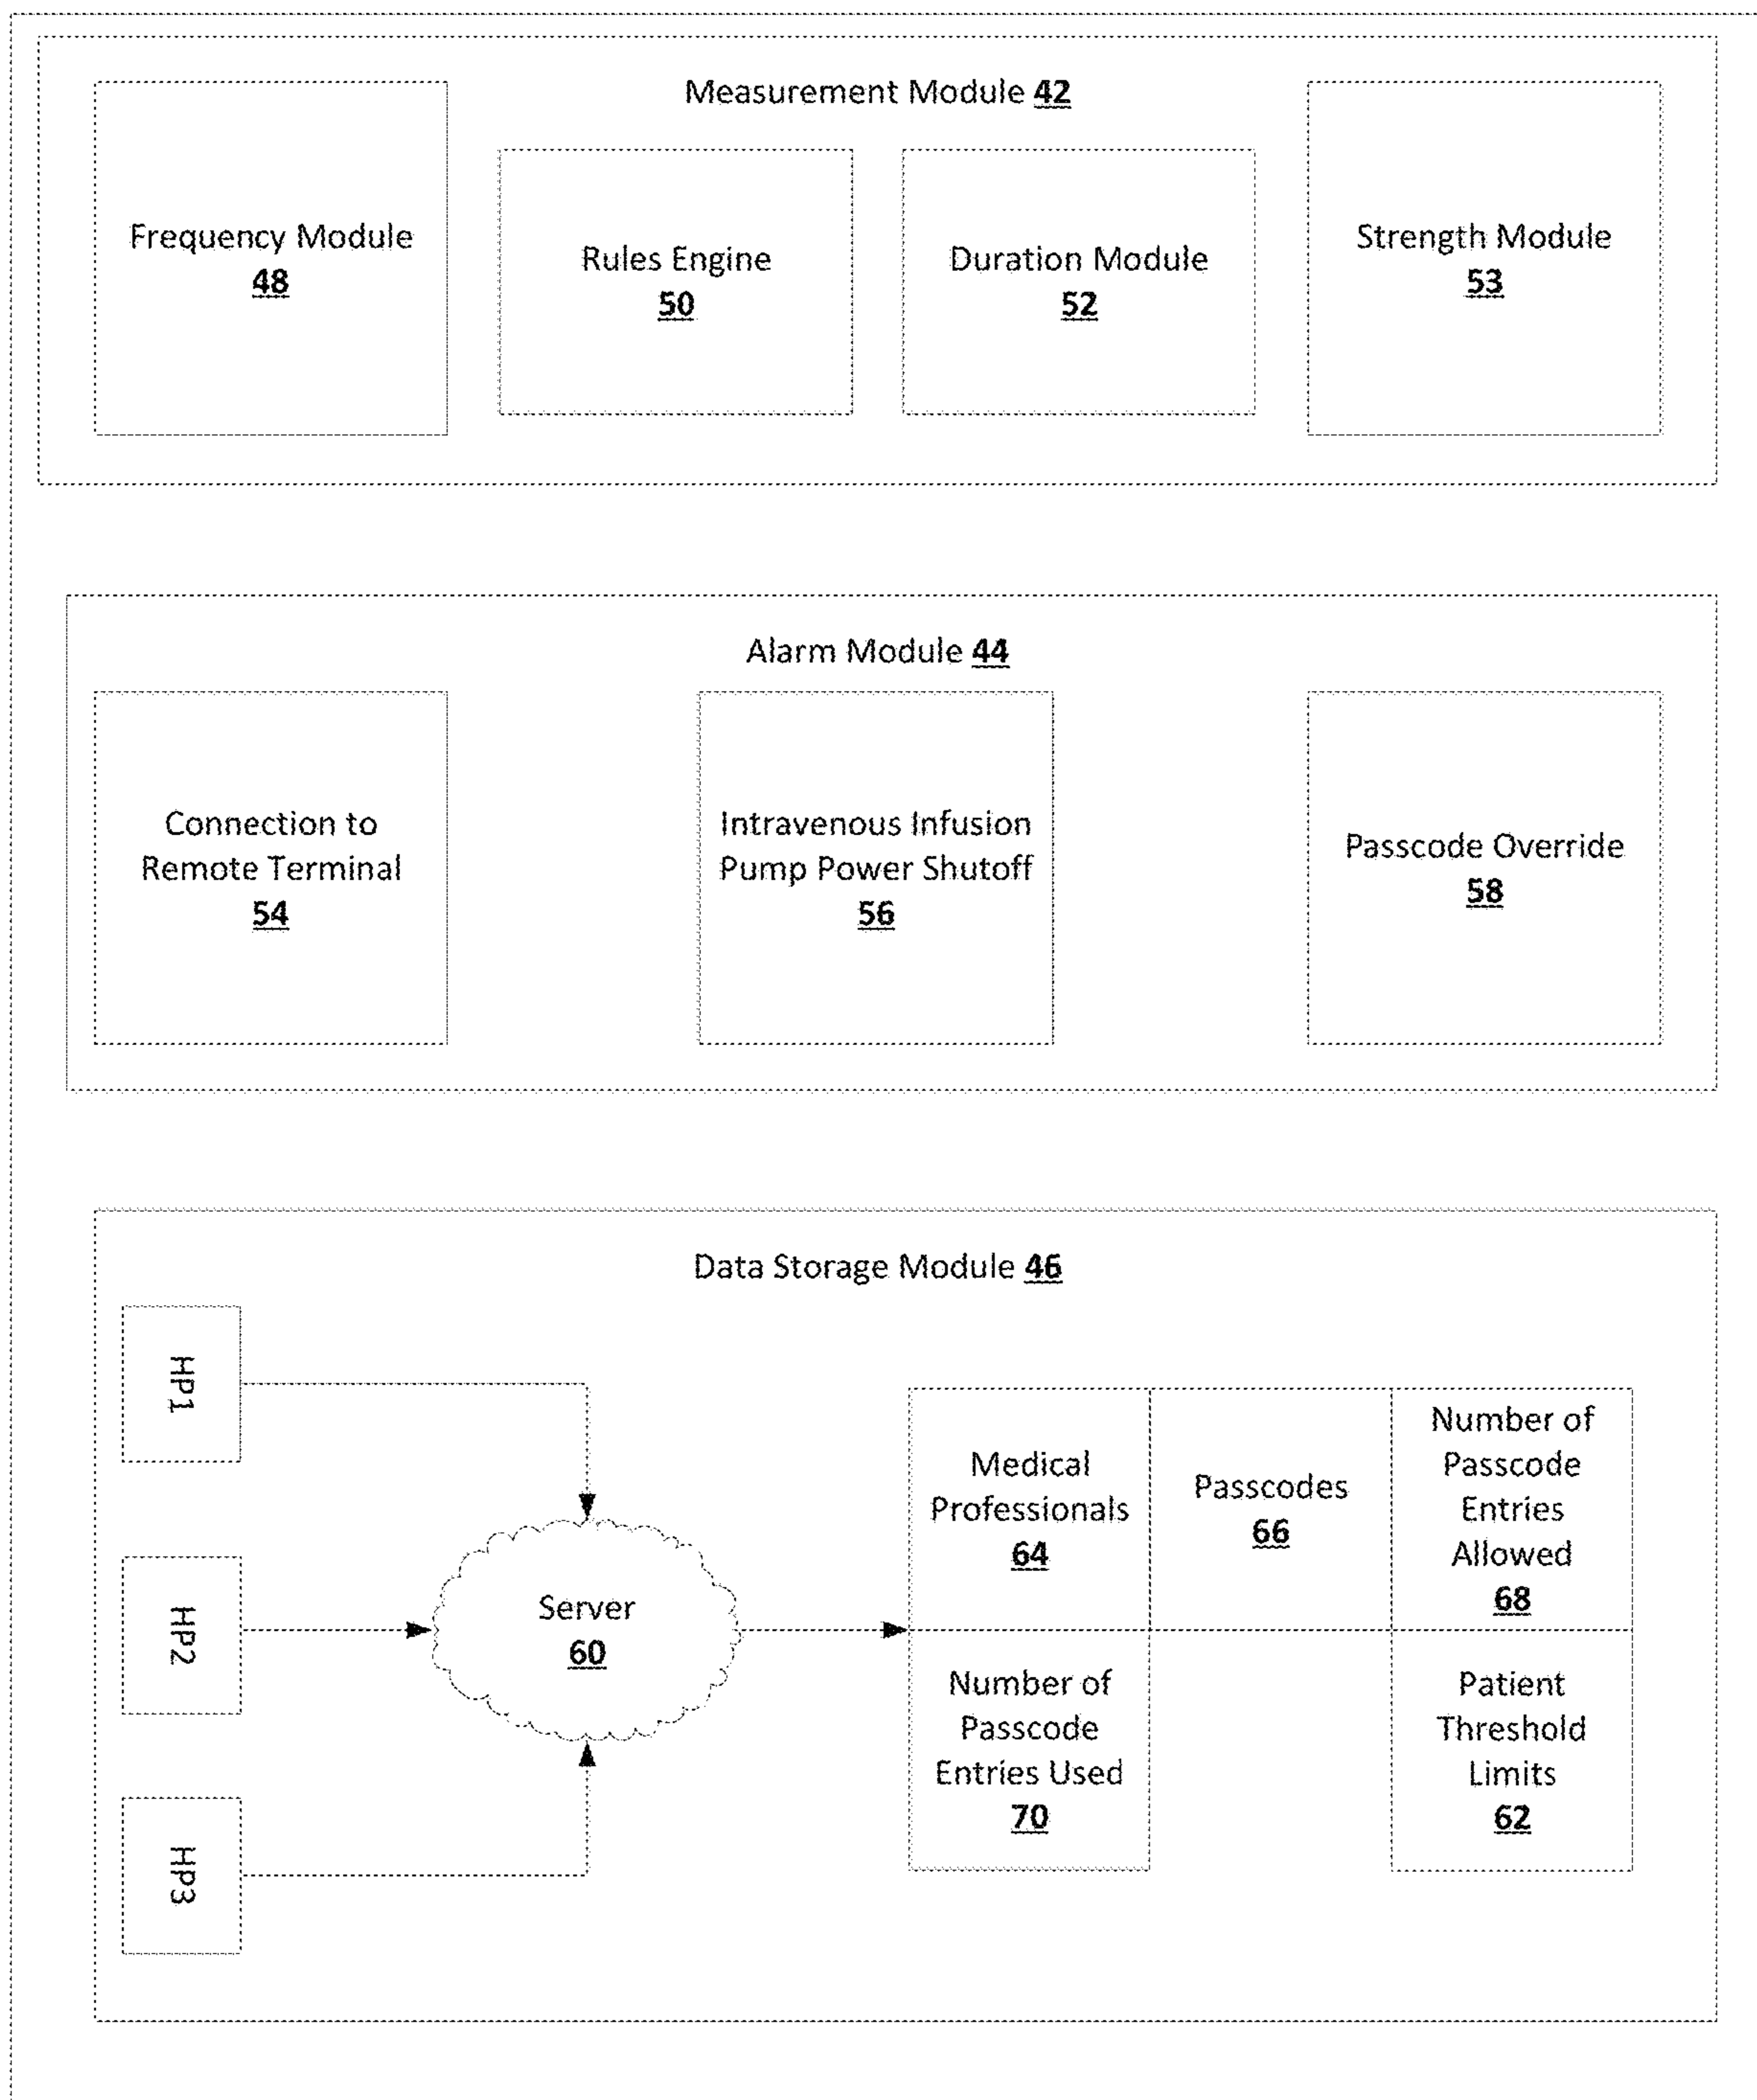 Measurement Module 42
Frequency Module
48
Rules Engine
50
Duration Module
52
Strength Module
53
Alarm Module 44
Connection to
Remote Terminal
54
Intravenous Infusion
Pump Power Shutoff
56
Passcode Override
58
Data Storage Module 46
HP1
HP2
HP3
Server
60
Medical
Professionals
64
Passcodes
66
Number of
Passcode
Entries
Allowed
68
Number of
Passcode
Entries Used
70
Patient
Threshold
Limits
62